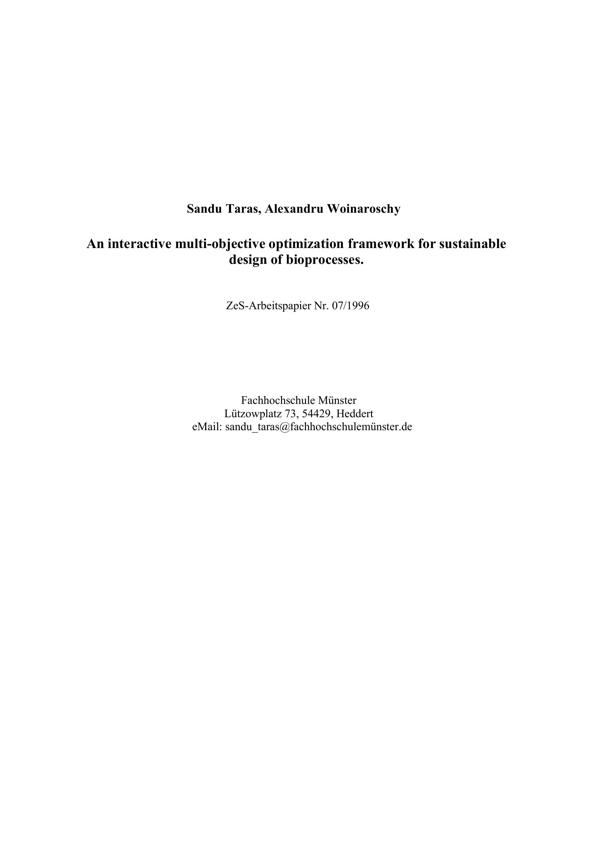 Sandu Taras, Alexandru Woinaroschy
An interactive multi-objective optimization framework for sustainable
design of bioprocesses.
ZeS-Arbeitspapier Nr. 07/1996
Fachhochschule Münster
Lützowplatz 73, 54429, Heddert
eMail: sandu_taras@fachhochschulemünster.de